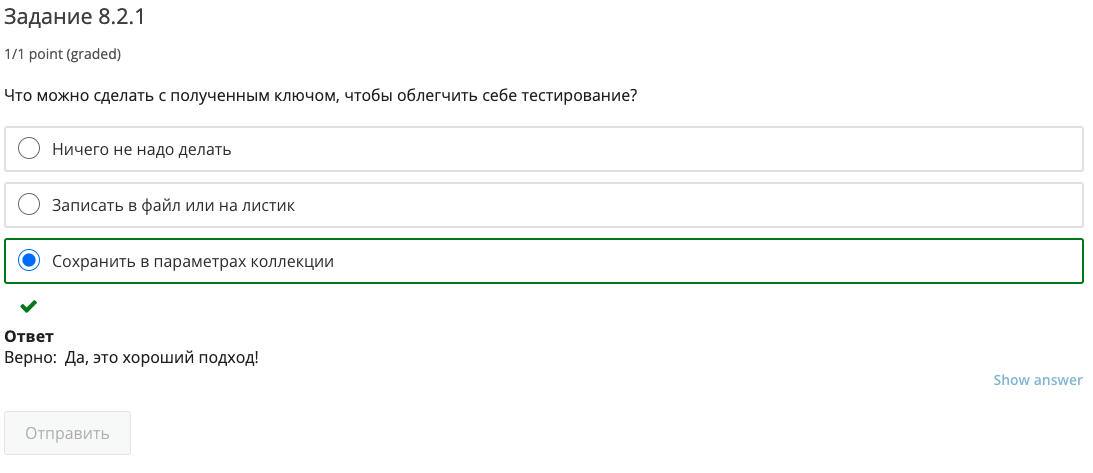 Задание 8.2.1
1/1 point (graded)
Что можно сделать с полученным ключом, чтобы облегчить себе тестирование?
Ничего не надо делать
Записать в файл или на листик
Сохранить в параметрах коллекции
Ответ
Верно: Да, это хороший подход!
Show answer
Отправить